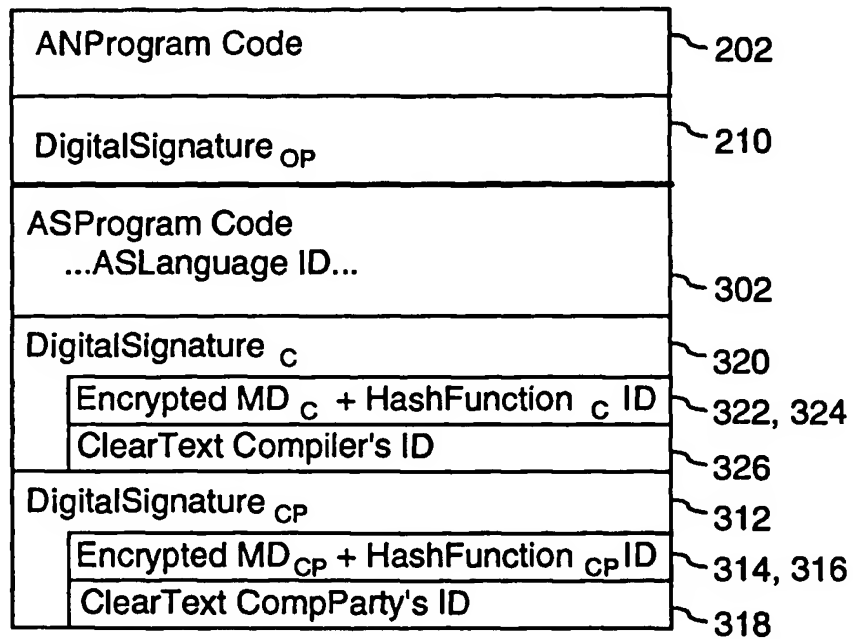 ANProgram Code 202
DigitalSignature OP 210
ASProgram Code
...ASLanguage ID... 302
DigitalSignature C 320
Encrypted MD C + HashFunction C ID 322, 324
ClearText Compiler's ID 326
DigitalSignature CP 312
Encrypted MD CP + HashFunction CP ID 314, 316
ClearText CompParty's ID 318